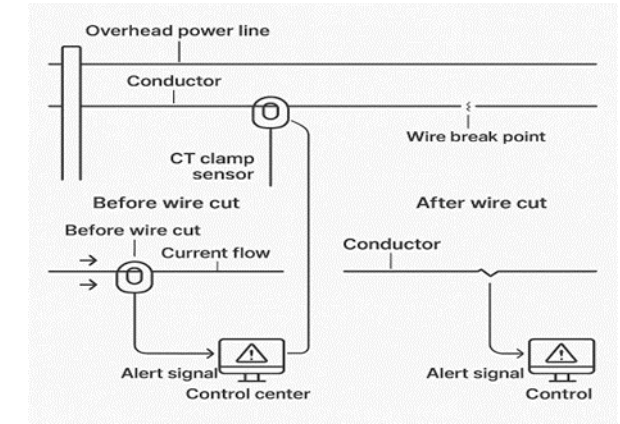 Overhead power line
Conductor
Wire break point
CT clamp
sensor
Before wire cut
After wire cut
Before wire cut
Current flow
Conductor
Alert signal
Control center
Alert signal
Control